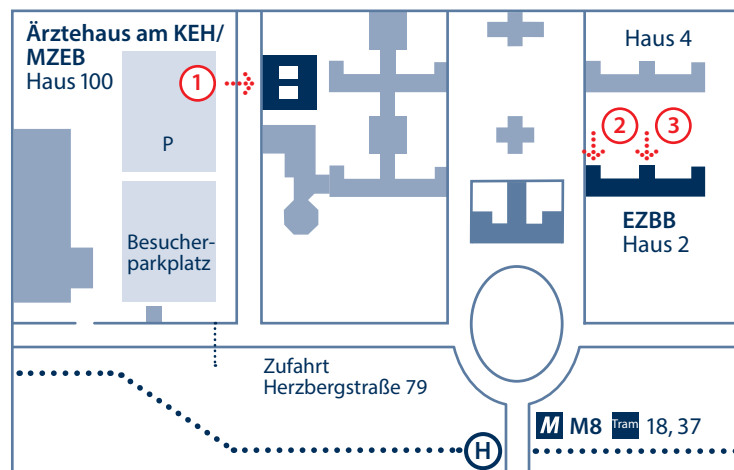 Ärztehaus am KEH/
MZEB
Haus 100
1
P
Besucher-
parkplatz
Haus 4
2
3
EZBB
Haus 2
Zufahrt
Herzbergstraße 79
H
M M8 Tram 18, 37